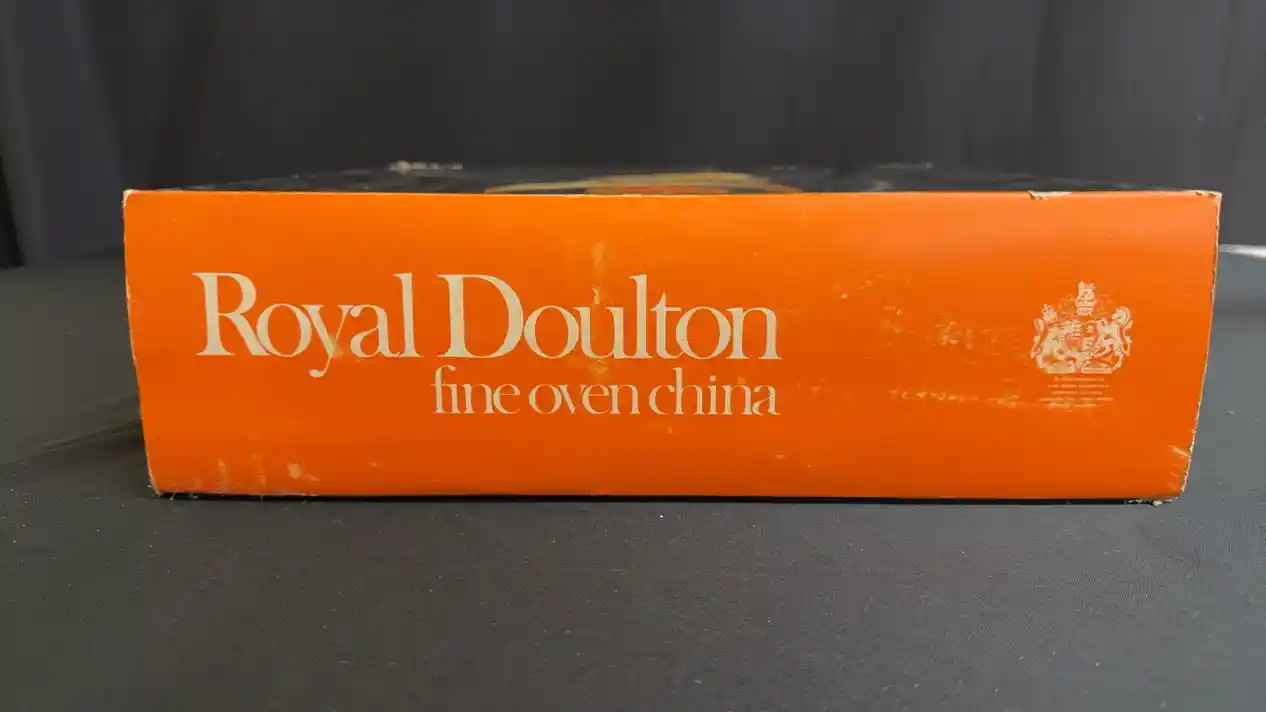 Royal Doulton
fine oven china